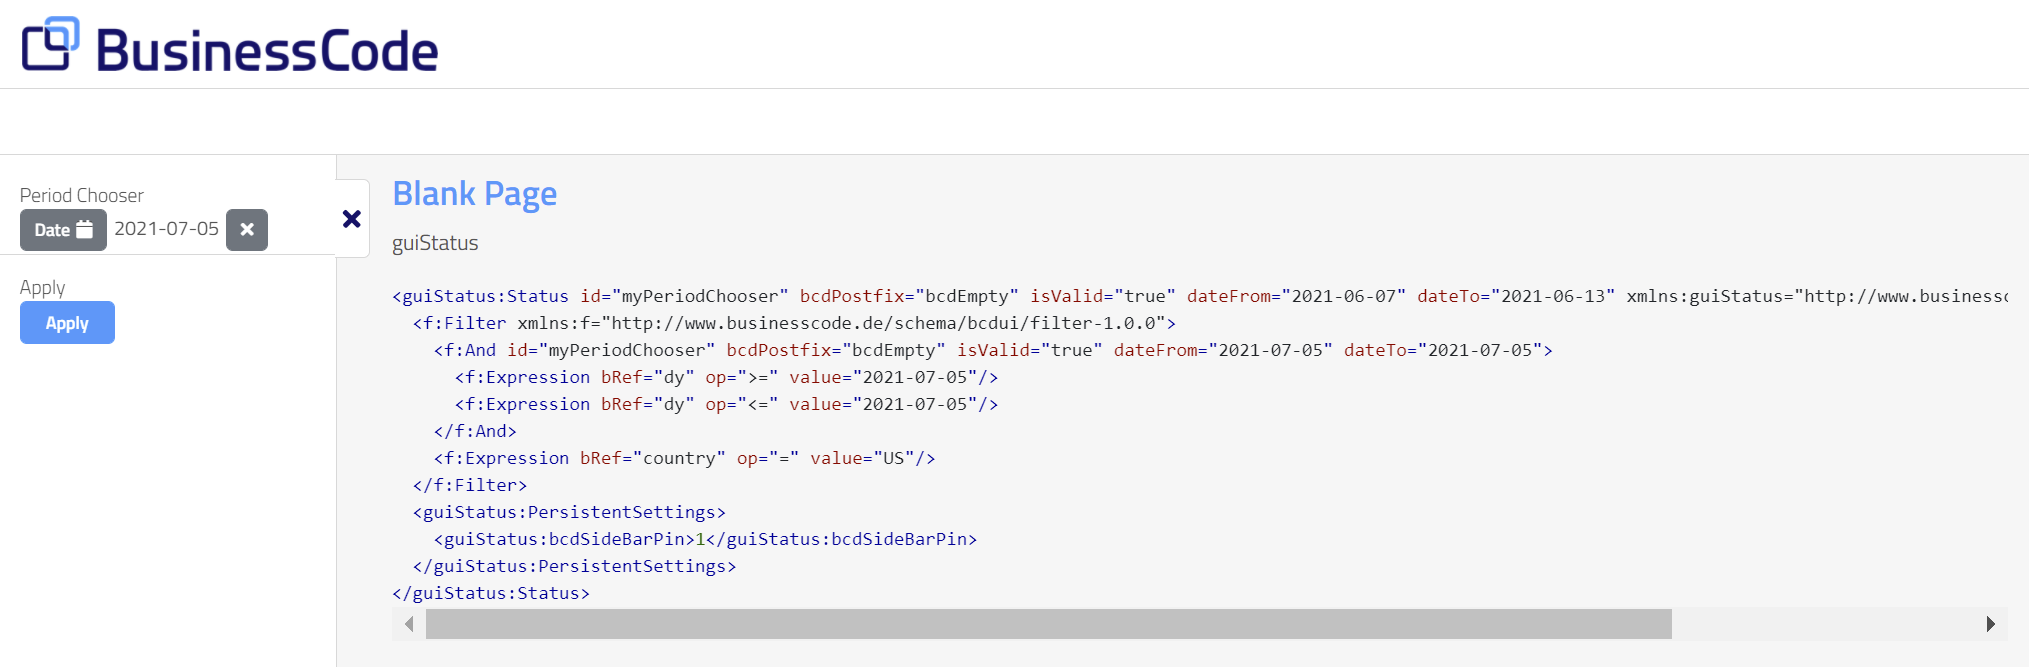 BusinessCode
Period Chooser
Date 2021-07-05
Apply
Apply
Blank Page
guiStatus
<guiStatus:Status id="myPeriodChooser" bcdPostfix="bcdEmpty" isValid="true" dateFrom="2021-06-07" dateTo="2021-06-13" xmlns:guiStatus="http://www.business
<f:Filter xmlns:f="http://www.businesscode.de/schema/bcdui/filter-1.0.0">
<f:And id="myPeriodChooser" bcdPostfix="bcdEmpty" isValid="true" dateFrom="2021-07-05" dateTo="2021-07-05">
<f:Expression bRef="dy" op=">=" value="2021-07-05"/>
<f:Expression bRef="dy" op="<=" value="2021-07-05"/>
</f:And>
<f:Expression bRef="country" op="=" value="US"/>
</f:Filter>
<guiStatus:PersistentSettings>
<guiStatus:bcdSideBarPin>1</guiStatus:bcdSideBarPin>
</guiStatus:PersistentSettings>
</guiStatus:Status>